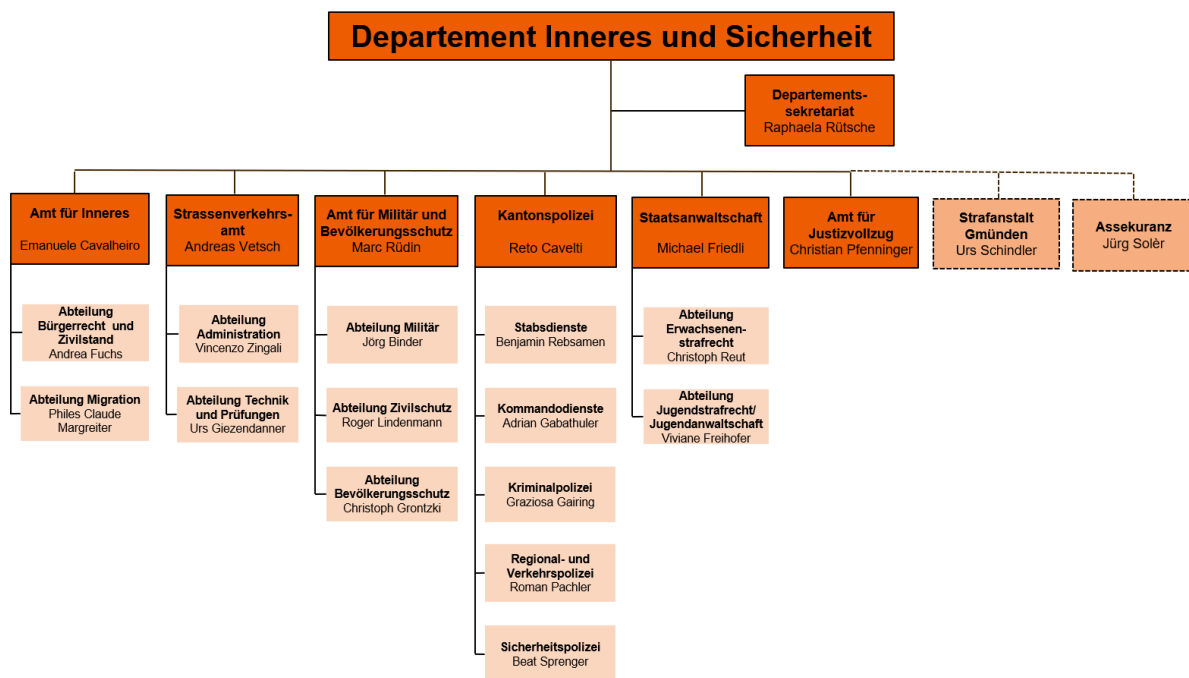 Departement Inneres und Sicherheit
Departements-
sekretariat
Raphaela Rütsche
Amt für Inneres
Emanuele Cavalheiro
Strassenverkehrs-
amt
Andreas Vetsch
Amt für Militär und
Bevölkerungsschutz
Marc Rüdin
Kantonspolizei
Reto Cavelti
Staatsanwaltschaft
Michael Friedli
Amt für
Justizvollzug
Christian Pfenninger
Strafanstalt
Gmünden
Urs Schindler
Assekuranz
Jürg Solèr
Abteilung
Bürgerrecht und
Zivilstand
Andrea Fuchs
Abteilung Migration
Philes Claude
Margreiter
Abteilung
Administration
Vincenzo Zingali
Abteilung Technik
und Prüfungen
Urs Giezendanner
Abteilung Militär
Jörg Binder
Abteilung Zivilschutz
Roger Lindenmann
Abteilung
Bevölkerungsschutz
Christoph Grontzki
Stabsdienste
Benjamin Rebsamen
Kommandodienste
Adrian Gabathuler
Kriminalpolizei
Graziosa Gairing
Regional- und
Verkehrspolizei
Roman Pachler
Sicherheitspolizei
Beat Sprenger
Abteilung
Erwachsenen-
strafrecht
Christoph Reut
Abteilung
Jugendstrafrecht/
Jugendanwaltschaft
Viviane Freihofer